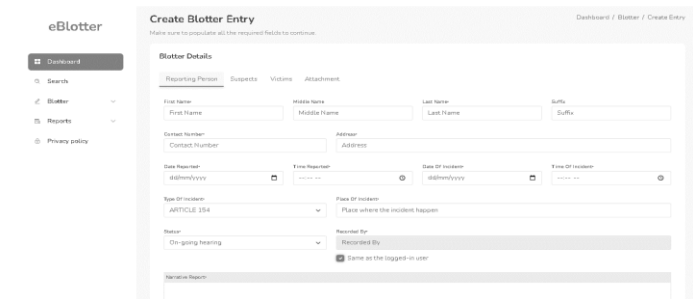 eBlotter
Create Blotter Entry
Dashboard / Blotter / Create Entry
Make sure to populate all the required fields to continue.
Dashboard
Search
Blotter
Reports
Privacy policy
Blotter Details
Reporting Person Suspects Victims Attachment
First Name* Middle Name Last Name* Suffix
First Name Middle Name Last Name Suffix
Contact Number* Address*
Contact Number Address
Date Reported* Time Reported* Date Of Incident* Time Of Incident*
dd/mm/yyyy --:-- -- dd/mm/yyyy --:-- --
Type Of Incident* Place Of Incident*
ARTICLE 154 Place where the incident happen
Status* Recorded By*
On-going hearing Recorded By
Same as the logged-in user
Narrative Report*